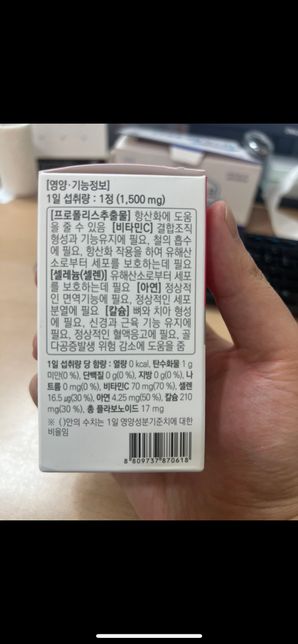 [영양·기능정보]
1일 섭취량 : 1정 (1,500 mg)
[프로폴리스추출물] 항산화에 도움
을 줄 수 있음 [비타민C] 결합조직
형성과 기능유지에 필요, 철의 흡수
에 필요, 항산화 작용을 하여 유해산
소로부터 세포를 보호하는데 필요
[셀레늄(셀렌)] 유해산소로부터 세포
를 보호하는데 필요 [아연] 정상적
인 면역기능에 필요, 정상적인 세포
분열에 필요 [칼슘] 뼈와 치아 형성
에 필요, 신경과 근육 기능 유지에
필요, 정상적인 혈액응고에 필요, 골
다공증발생 위험 감소에 도움을 줌
1일 섭취량 당 함량 : 열량 0 kcal, 탄수화물 1 g
미만(0 %), 단백질 0 g(0 %), 지방 0 g(0 %), 나
트륨 0 mg(0 %), 비타민C 70 mg(70 %), 셀렌
16.5 μg(30 %), 아연 4.25 mg(50 %), 칼슘 210
mg(30 %), 총 플라보노이드 17 mg
※ ( )안의 수치는 1일 영양성분기준치에 대한
비율임
8 809737 870618